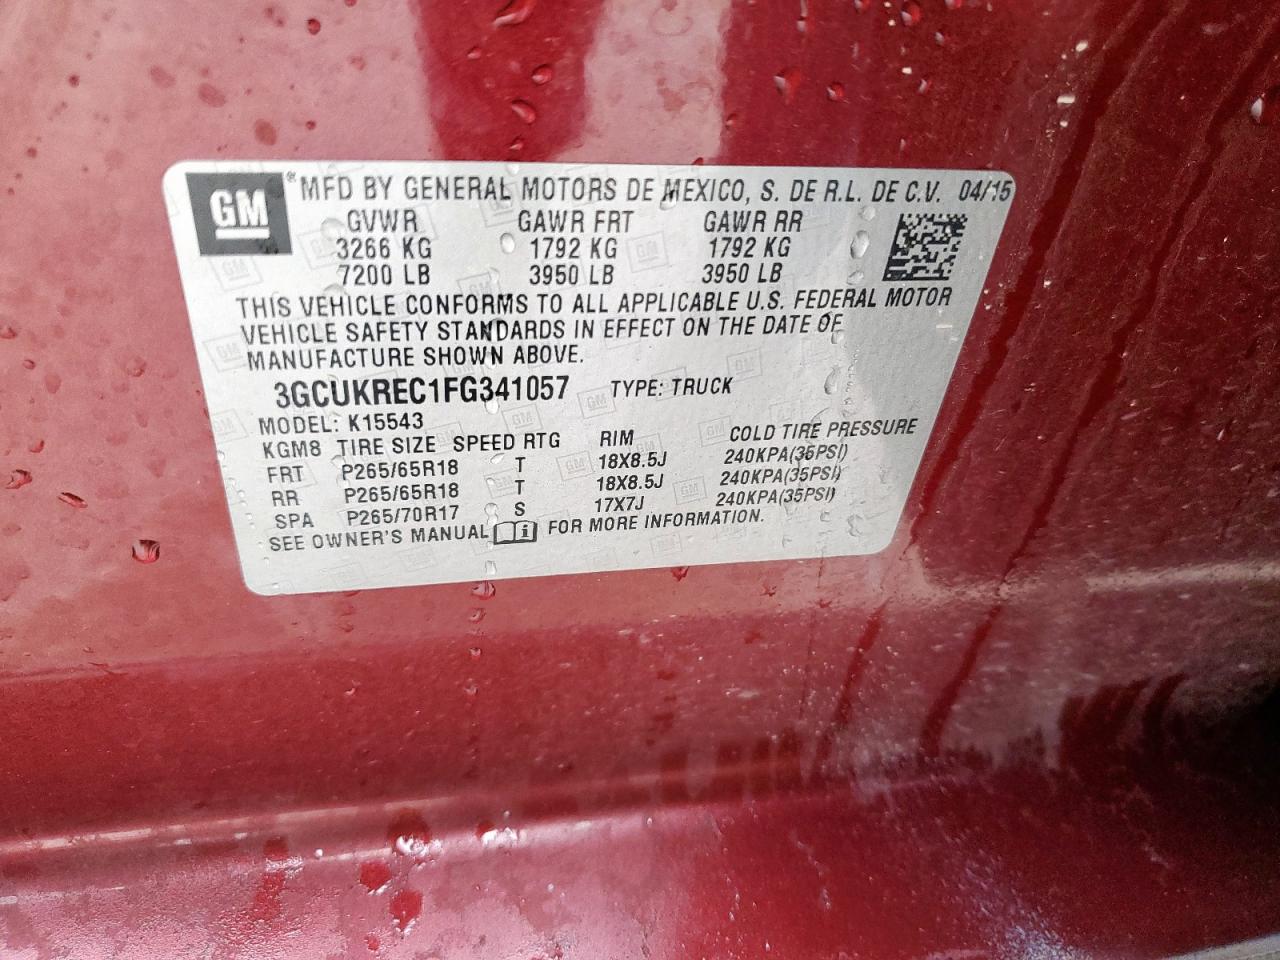 GM ® MFD BY GENERAL MOTORS DE MEXICO, S. DE R.L. DE C.V. 04/15
GVWR GAWR FRT GAWR RR
3266 KG 1792 KG 1792 KG
7200 LB 3950 LB 3950 LB
THIS VEHICLE CONFORMS TO ALL APPLICABLE U.S. FEDERAL MOTOR
VEHICLE SAFETY STANDARDS IN EFFECT ON THE DATE OF
MANUFACTURE SHOWN ABOVE.
3GCUKREC1FG341057 TYPE: TRUCK
MODEL: K15543
KGM8 TIRE SIZE SPEED RTG RIM COLD TIRE PRESSURE
FRT P265/65R18 T 18X8.5J 240KPA(35PSI)
RR P265/65R18 T 18X8.5J 240KPA(35PSI)
SPA P265/70R17 S 17X7J 240KPA(35PSI)
SEE OWNER'S MANUAL i FOR MORE INFORMATION.